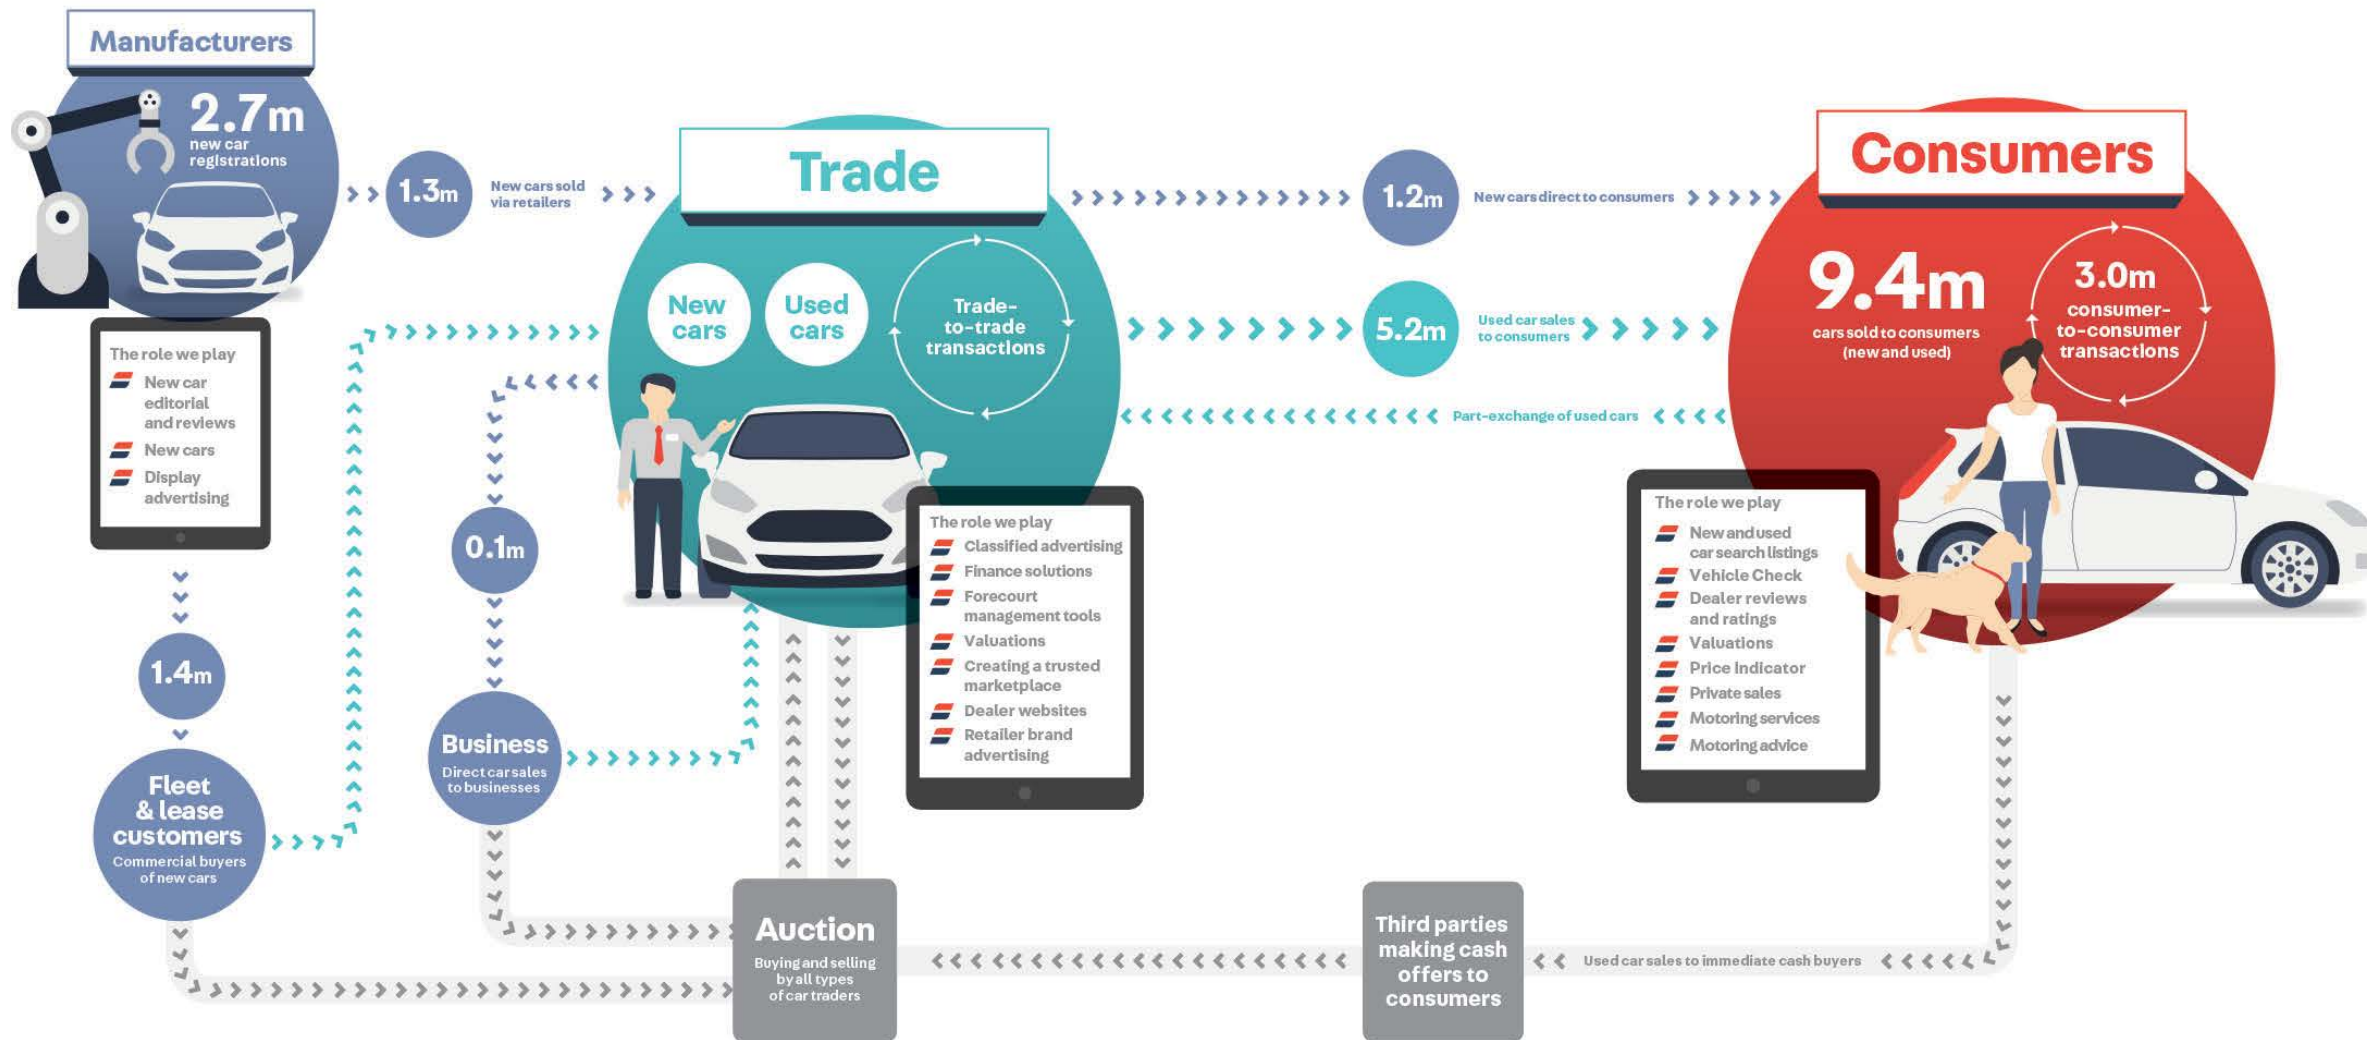 Manufacturers
2.7m
new car
registrations
1.3m
New cars sold
via retailers
The role we play
New car
editorial
and reviews
New cars
Display
advertising
1.4m
Fleet
& lease
customers
Commercial buyers
of new cars
Trade
New
cars
Used
cars
Trade-
to-trade
transactions
0.1m
Business
Direct car sales
to businesses
The role we play
Classified advertising
Finance solutions
Forecourt
management tools
Valuations
Creating a trusted
marketplace
Dealer websites
Retailer brand
advertising
Auction
Buying and selling
by all types
of car traders
1.2m
New cars direct to consumers
5.2m
Used car sales
to consumers
Part-exchange of used cars
Consumers
9.4m
cars sold to consumers
(new and used)
3.0m
consumer-
to-consumer
transactions
The role we play
New and used
car search listings
Vehicle Check
Dealer reviews
and ratings
Valuations
Price Indicator
Private sales
Motoring services
Motoring advice
Third parties
making cash
offers to
consumers
Used car sales to immediate cash buyers